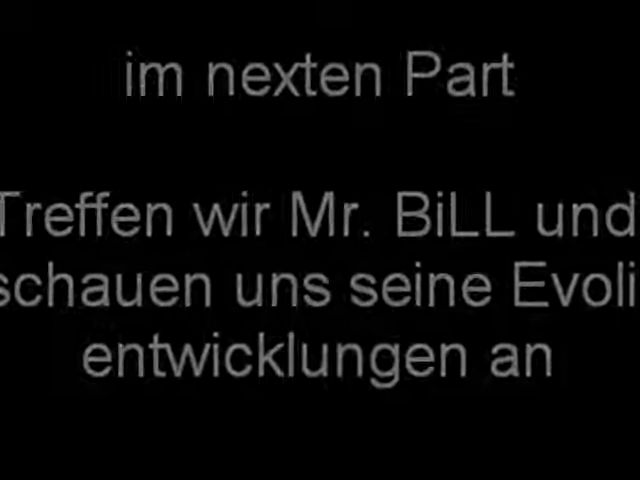 im nexten Part
Treffen wir Mr. BiLL und
schauen uns seine Evoli
entwicklungen an